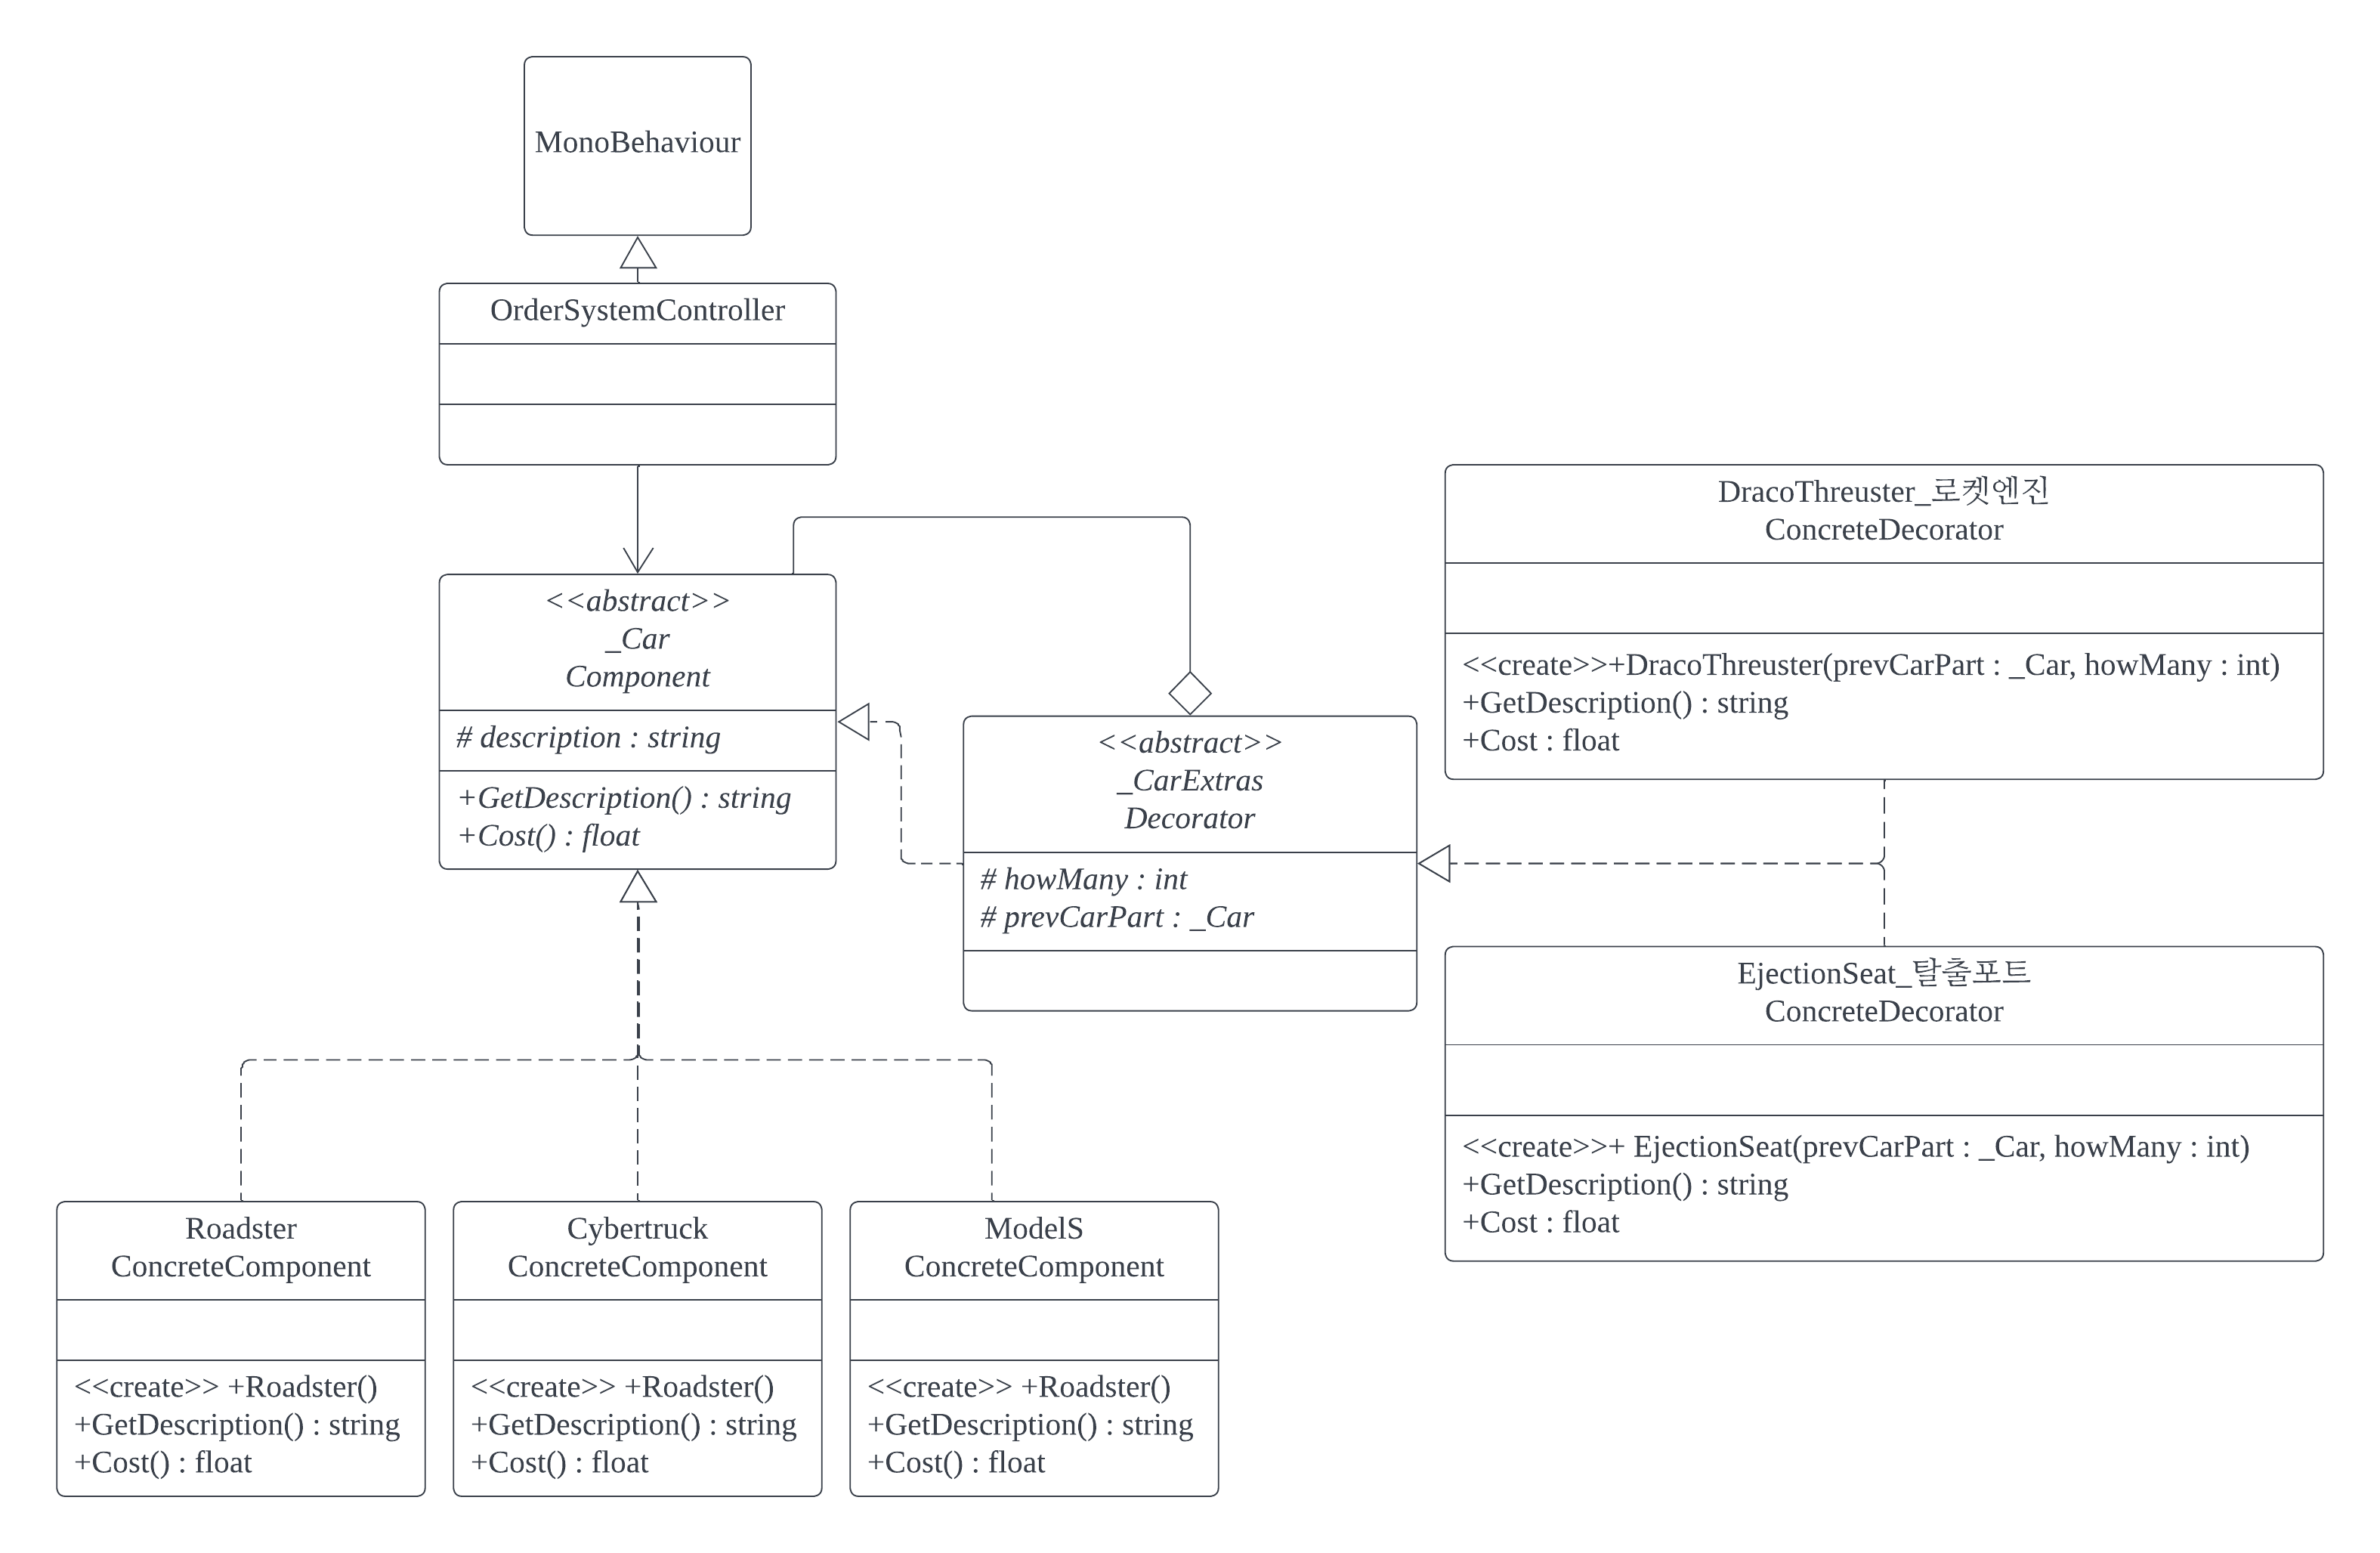 MonoBehaviour
OrderSystemController
<<abstract>>
_Car
Component
# description : string
+GetDescription() : string
+Cost() : float
<<abstract>>
_CarExtras
Decorator
# howMany : int
# prevCarPart : _Car
DracoThreuster_로켓엔진
ConcreteDecorator
<<create>>+DracoThreuster(prevCarPart : _Car, howMany : int)
+GetDescription() : string
+Cost : float
EjectionSeat_탈출포트
ConcreteDecorator
<<create>>+ EjectionSeat(prevCarPart : _Car, howMany : int)
+GetDescription() : string
+Cost : float
Roadster
ConcreteComponent
<<create>> +Roadster()
+GetDescription() : string
+Cost() : float
Cybertruck
ConcreteComponent
<<create>> +Roadster()
+GetDescription() : string
+Cost() : float
ModelS
ConcreteComponent
<<create>> +Roadster()
+GetDescription() : string
+Cost() : float